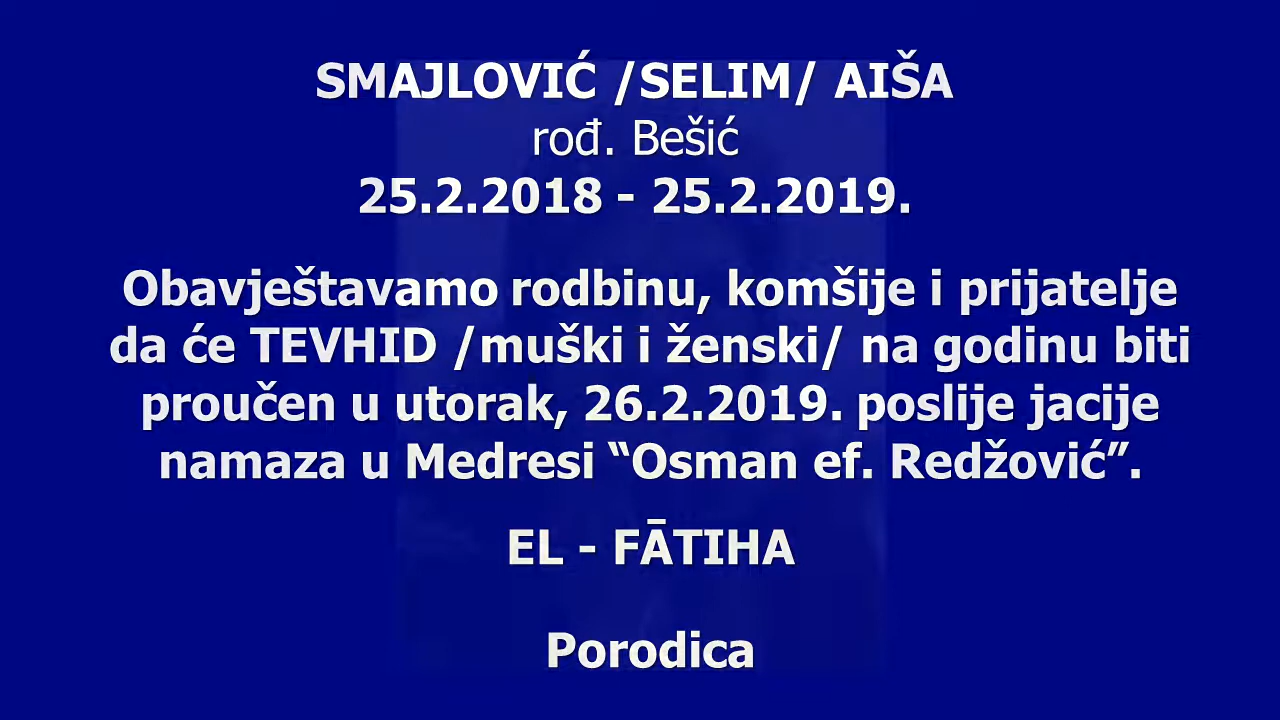 SMAJLOVIĆ /SELIM/ AIŠA
rođ. Bešić
25.2.2018 - 25.2.2019.
Obavještavamo rodbinu, komšije i prijatelje
da će TEVHID /muški i ženski/ na godinu biti
proučen u utorak, 26.2.2019. poslije jacije
namaza u Medresi “Osman ef. Redžović”.
EL - FĀTIHA
Porodica